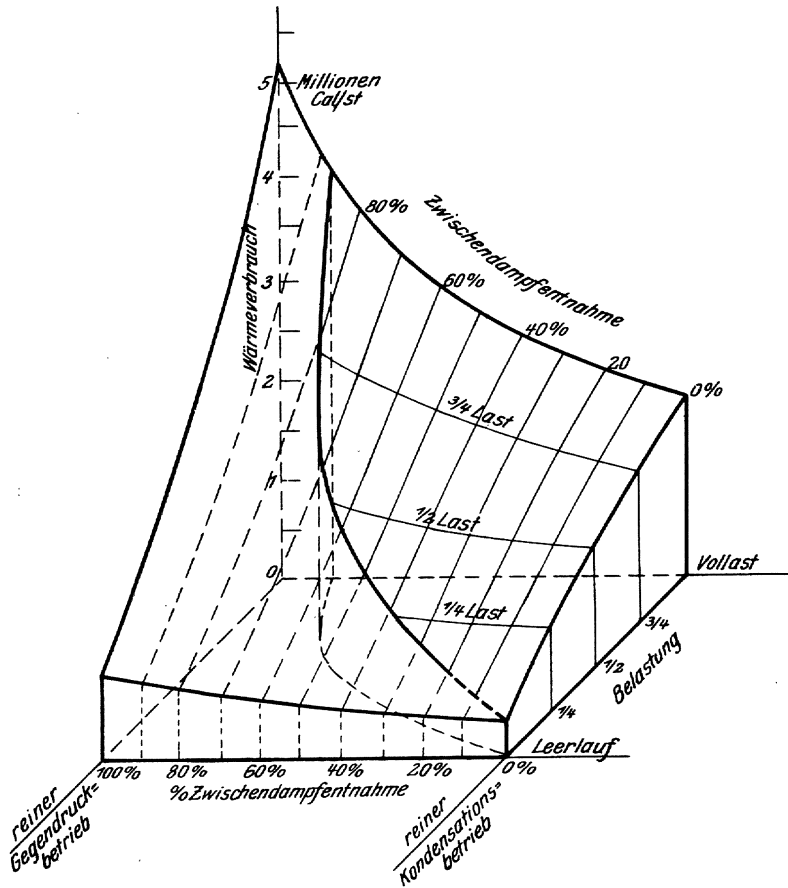 5 Millionen
Cal/st
4
80%
Zwischendampfentnahme
Wärmeverbrauch
3
60%
40%
2
20
0%
3/4 Last
1
1/2 Last
0
Vollast
1/4 Last
3/4
1/2
Belastung
1/4
Leerlauf
100% 80% 60% 40% 20% 0%
% Zwischendampfentnahme
reiner
Gegendruck=
betrieb
reiner
Kondensations=
betrieb